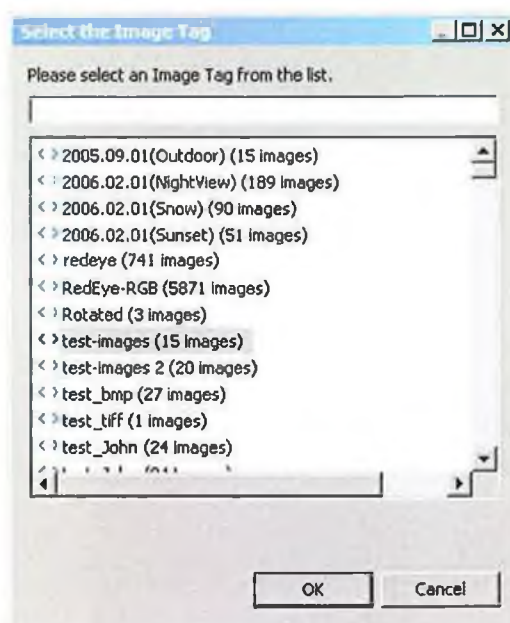 Select the Image Tag
Please select an Image Tag from the list.
2005.09.01(Outdoor) (15 images)
2006.02.01(NightView) (189 images)
2006.02.01(Snow) (90 images)
2006.02.01(Sunset) (51 images)
redeye (741 images)
RedEye-RGB (5871 images)
Rotated (3 images)
test-images (15 images)
test-images 2 (20 images)
test_bmp (27 images)
test_tiff (1 images)
test_John (24 images)
OK Cancel